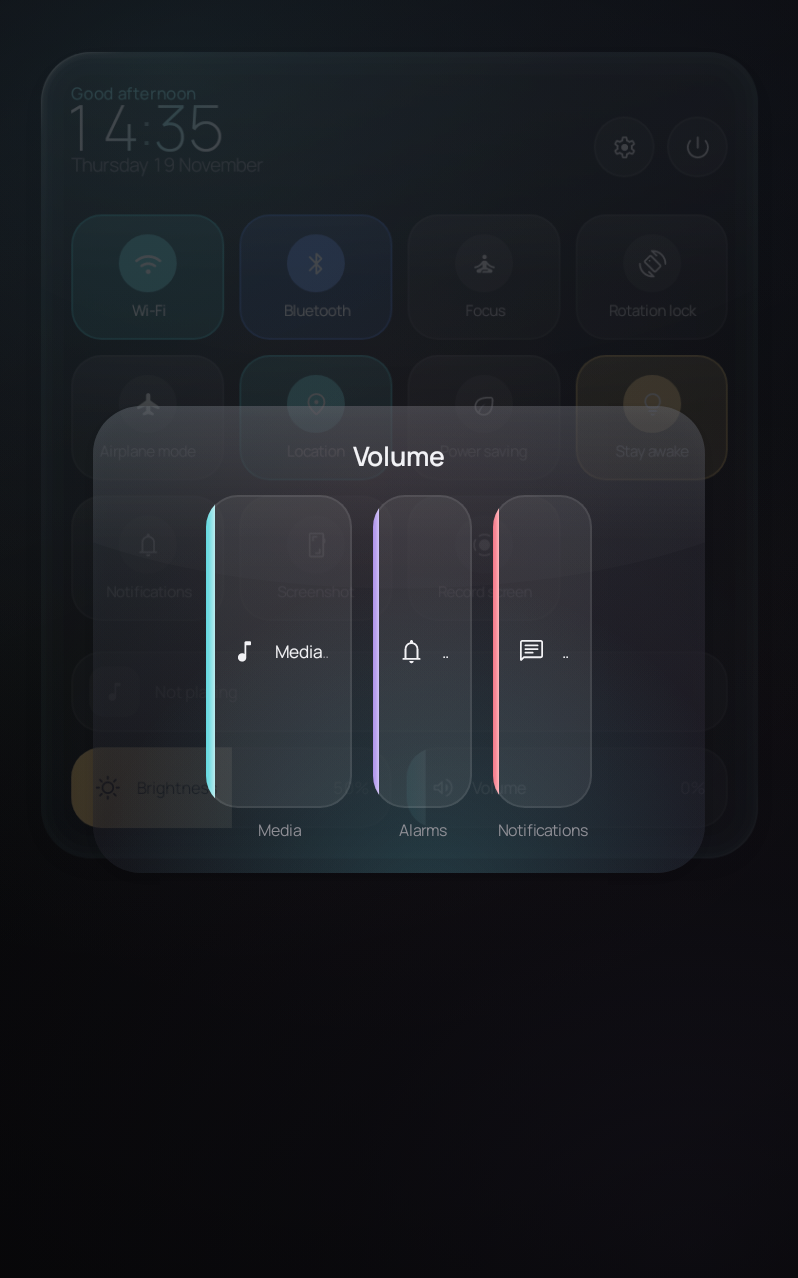 Good afternoon
14:35
Thursday 19 November
Wi-Fi
Bluetooth
Focus
Rotation lock
Airplane mode
Location
Power saving
Stay awake
Volume
Notifications
Screenshot
Record screen
Media..
..
..
Not playing
Brightnes
Volume
0%
Media
Alarms
Notifications